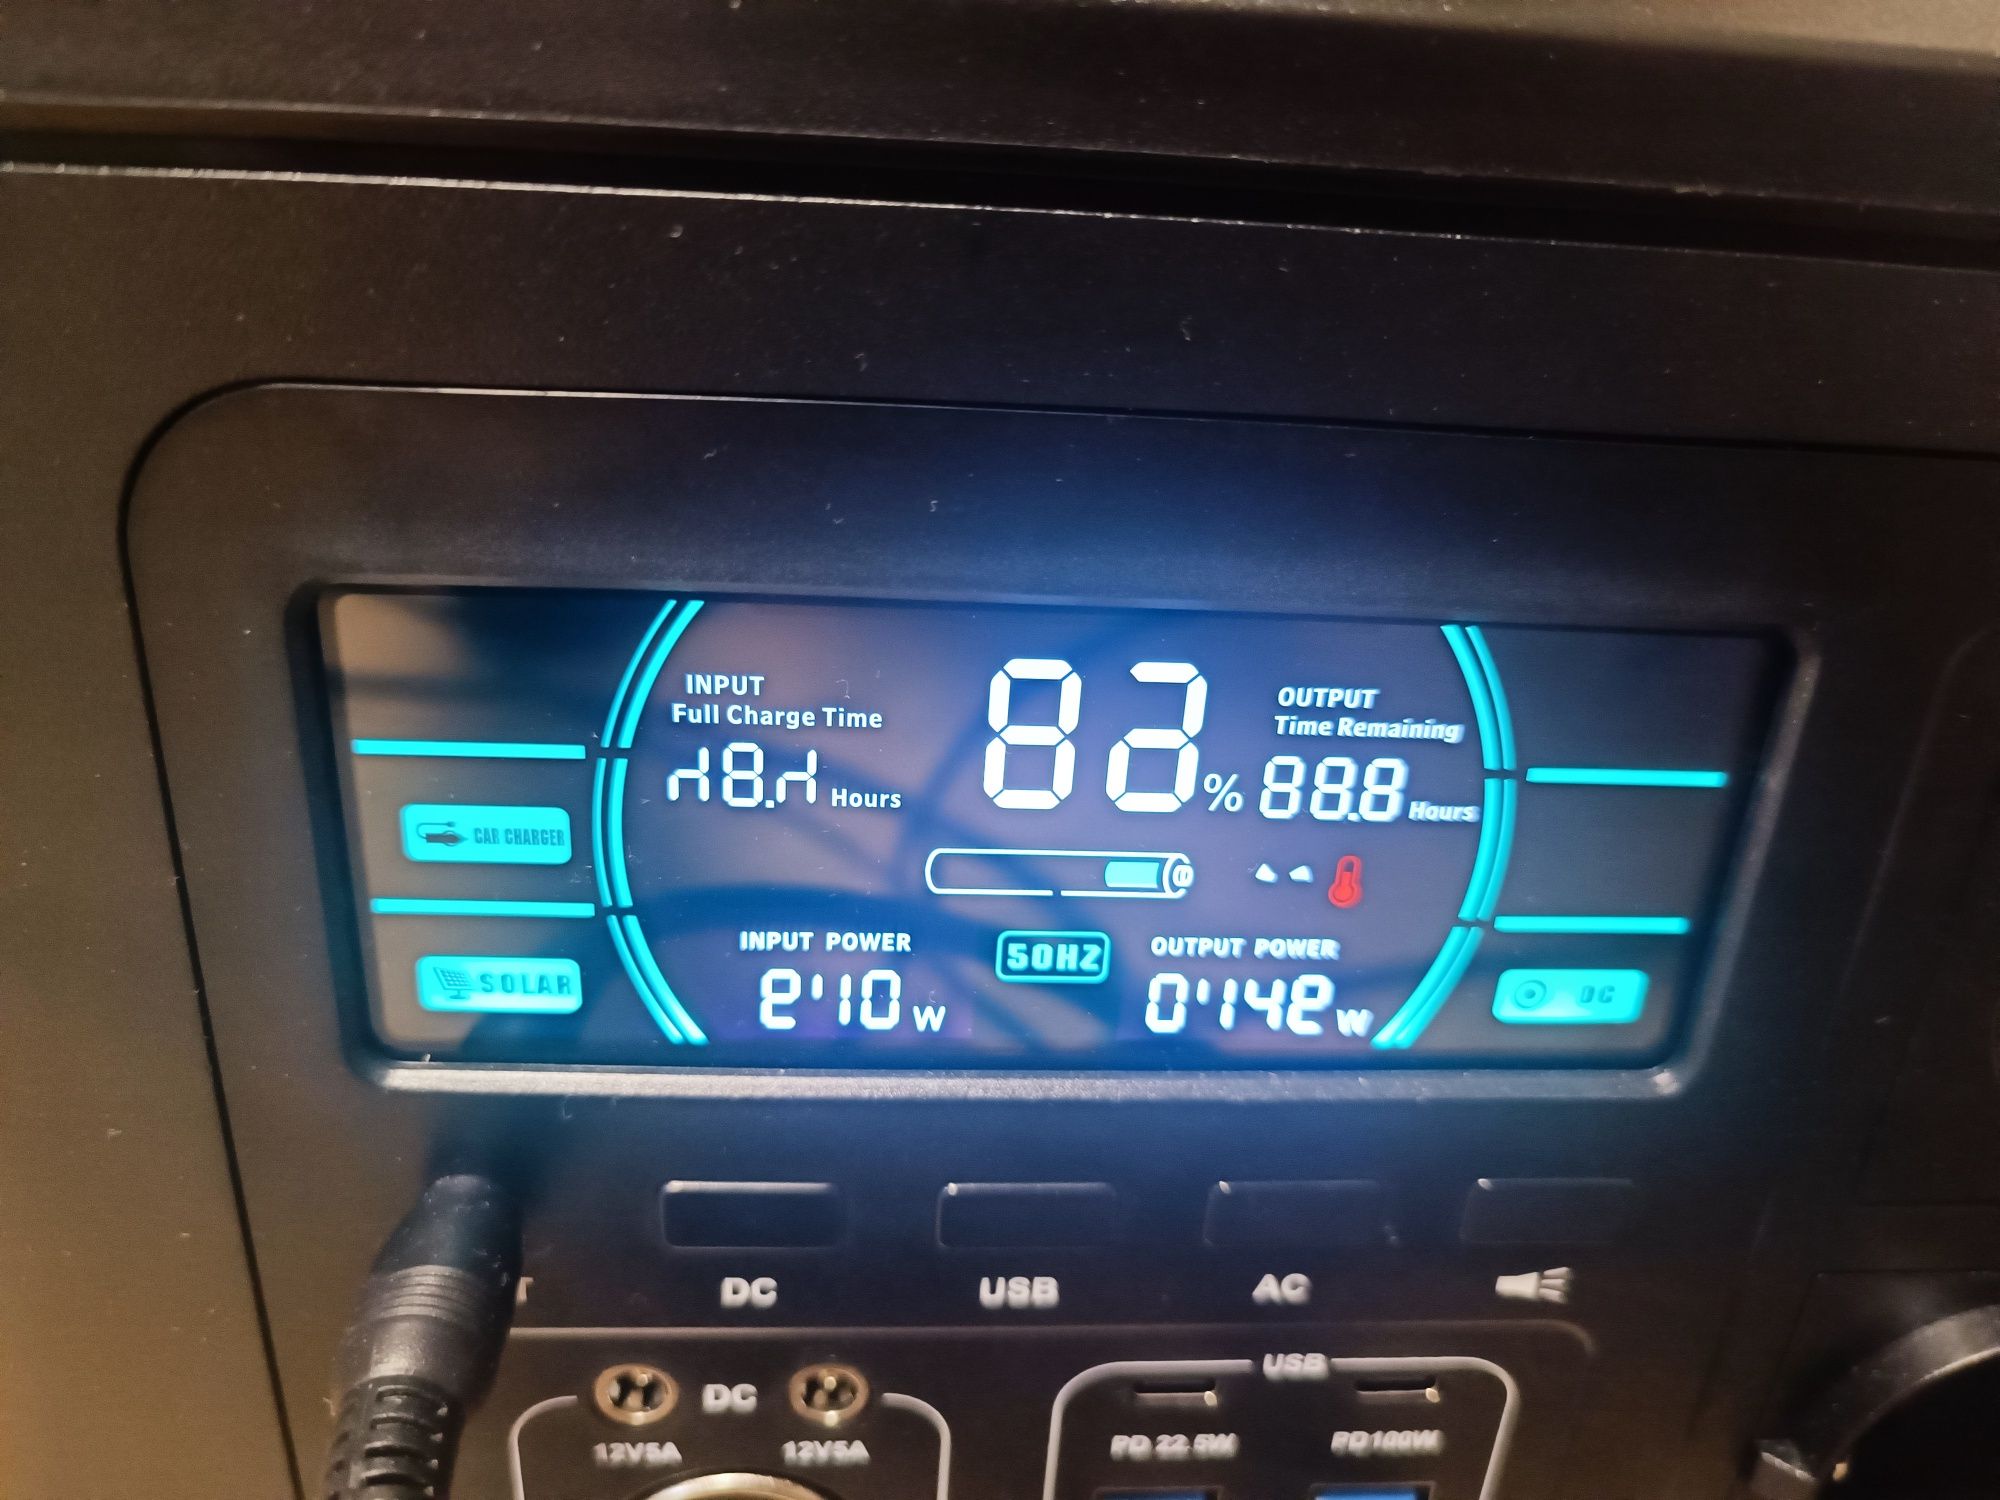 INPUT
Full Charge Time
Hours
%
OUTPUT
Time Remaining
88.8 Hours
CAR CHARGER
SOLAR
INPUT POWER
W
50HZ
OUTPUT POWER
W
DC
DC
USB
AC
DC
12V5A
12V5A
USB
PD 22.5W
PD100W